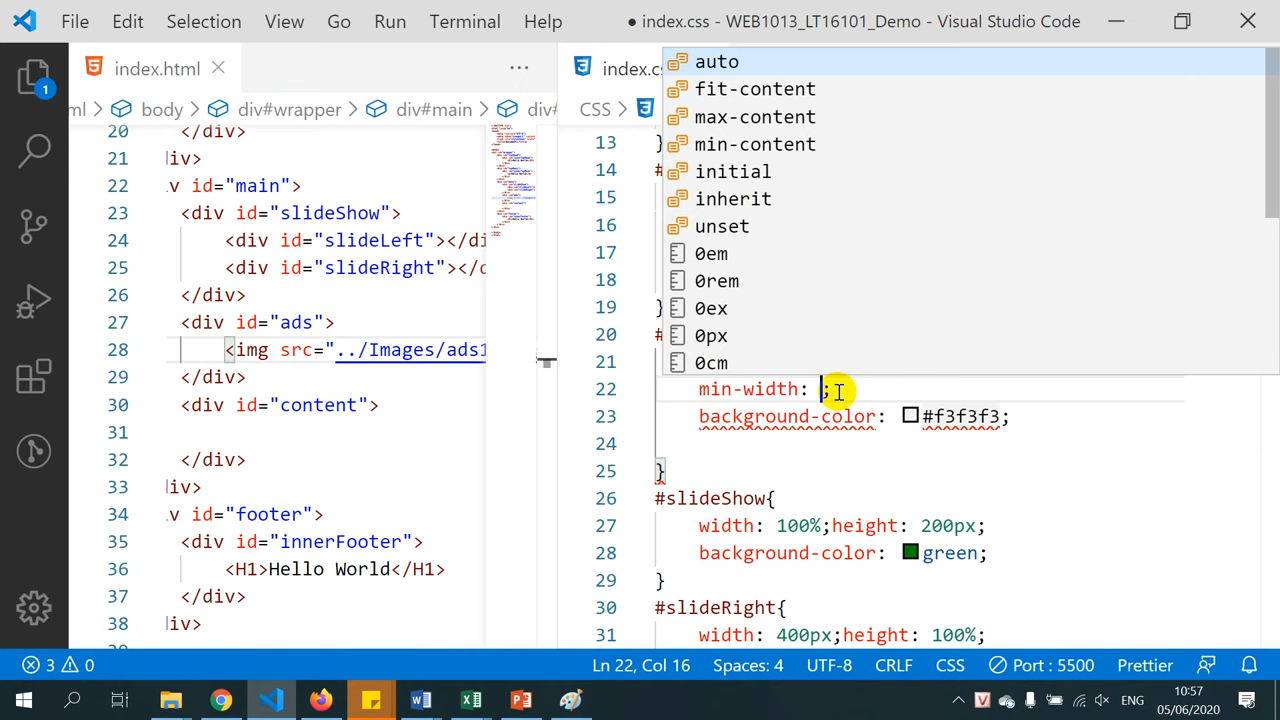 File Edit Selection View Go Run Terminal Help
● index.css - WEB1013_LT16101_Demo - Visual Studio Code
1
index.html
···
ml > body > div#wrapper > div#main > div#
20 </div>
21 iv>
22 v id="main">
23 <div id="slideShow">
24 <div id="slideLeft"></di
25 <div id="slideRight"></d
26 </div>
27 <div id="ads">
28 <img src="../Images/ads1
29 </div>
30 <div id="content">
31
32 </div>
33 iv>
34 v id="footer">
35 <div id="innerFooter">
36 <H1>Hello World</H1>
37 </div>
38 iv>
index.cs
CSS >
auto
fit-content
max-content
min-content
initial
inherit
unset
0em
0rem
0ex
0px
0cm
13 }
14 #
15
16
17
18
19 }
20 #
21
22 min-width: ;
23 background-color: #f3f3f3;
24
25 }
26 #slideShow{
27 width: 100%;height: 200px;
28 background-color: green;
29 }
30 #slideRight{
31 width: 400px;height: 100%;
3 0
Ln 22, Col 16 Spaces: 4 UTF-8 CRLF CSS Port : 5500 Prettier
ENG
10:57
05/06/2020